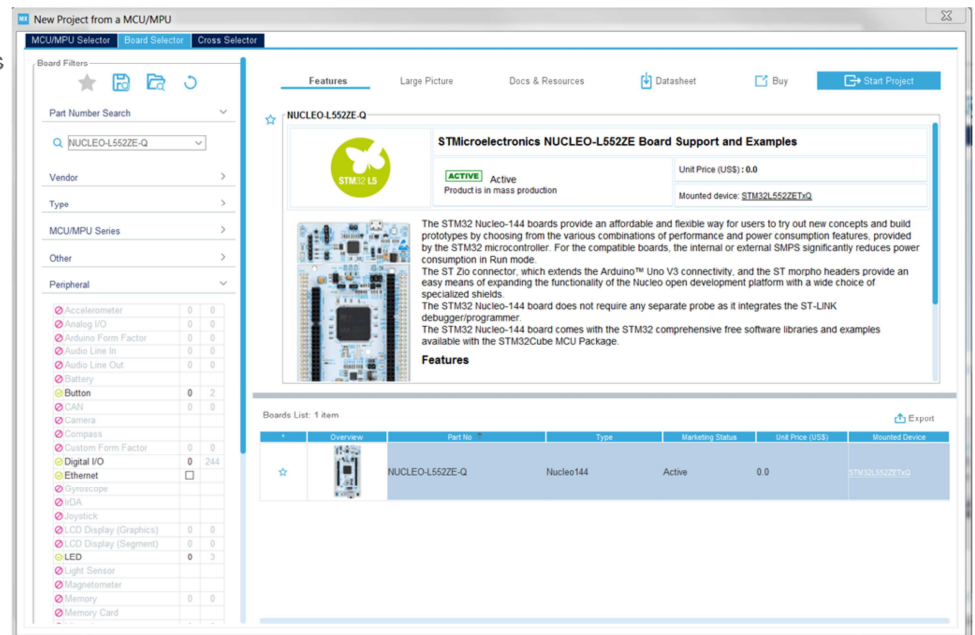 MX New Project from a MCU/MPU
MCU/MPU Selector Board Selector Cross Selector
s
Board Filters
Part Number Search
NUCLEO-L552ZE-Q
Vendor
Type
MCU/MPU Series
Other
Peripheral
Accelerometer 0 0
Analog I/O 0 0
Arduino Form Factor 0 0
Audio Line In 0 0
Audio Line Out 0 0
Battery
Button 0 2
CAN 0 0
Camera
Compass
Custom Form Factor 0 0
Digital I/O 0 244
Ethernet
Gyroscope
IrDA
Joystick
LCD Display (Graphics) 0 0
LCD Display (Segment) 0 0
LED 0 3
Light Sensor
Magnetometer
Memory 0 0
Memory Card
Features Large Picture Docs & Resources Datasheet Buy Start Project
NUCLEO-L552ZE-Q
STM32 L5
STMicroelectronics NUCLEO-L552ZE Board Support and Examples
ACTIVE Active
Product is in mass production
Unit Price (US$) : 0.0
Mounted device: STM32L552ZETxQ
The STM32 Nucleo-144 boards provide an affordable and flexible way for users to try out new concepts and build
prototypes by choosing from the various combinations of performance and power consumption features, provided
by the STM32 microcontroller. For the compatible boards, the internal or external SMPS significantly reduces power
consumption in Run mode.
The ST Zio connector, which extends the Arduino™ Uno V3 connectivity, and the ST morpho headers provide an
easy means of expanding the functionality of the Nucleo open development platform with a wide choice of
specialized shields.
The STM32 Nucleo-144 board does not require any separate probe as it integrates the ST-LINK
debugger/programmer.
The STM32 Nucleo-144 board comes with the STM32 comprehensive free software libraries and examples
available with the STM32Cube MCU Package.
Features
Boards List: 1 item
Export
* Overview Part No Type Marketing Status Unit Price (US$) Mounted Device
NUCLEO-L552ZE-Q Nucleo144 Active 0.0 STM32L552ZETxQ